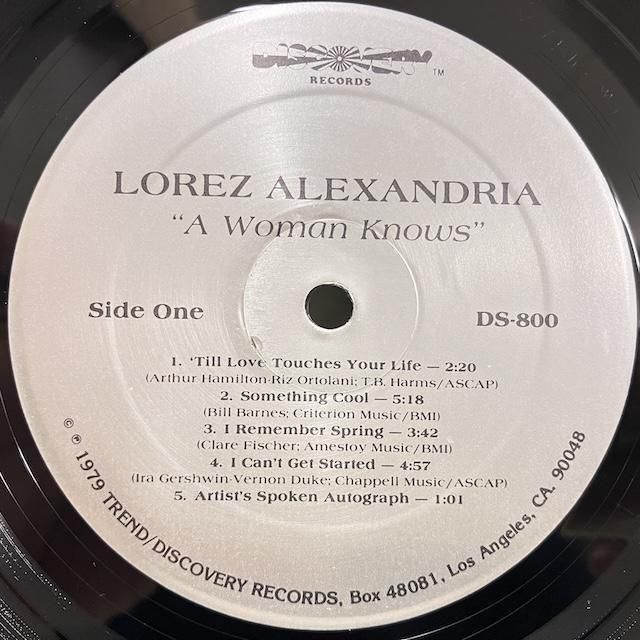 DISCOVERY TM
RECORDS
LOREZ ALEXANDRIA
"A Woman Knows"
Side One
DS-800
1. 'Till Love Touches Your Life — 2:20
(Arthur Hamilton-Riz Ortolani; T.B. Harms/ASCAP)
2. Something Cool — 5:18
(Bill Barnes; Criterion Music/BMI)
3. I Remember Spring — 3:42
(Clare Fischer; Amestoy Music/BMI)
4. I Can't Get Started — 4:57
(Ira Gershwin-Vernon Duke; Chappell Music/ASCAP)
5. Artist's Spoken Autograph — 1:01
© ℗ 1979 TREND/DISCOVERY RECORDS, Box 48081, Los Angeles, CA. 90048